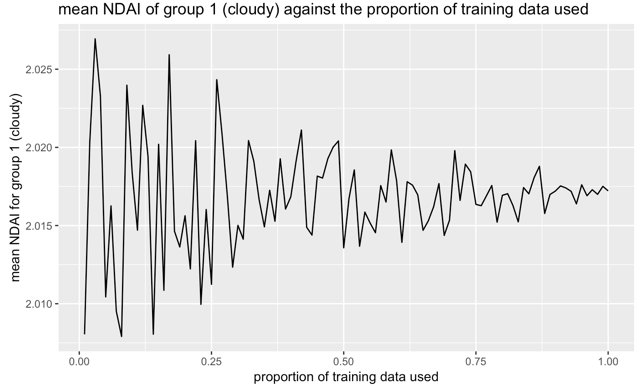 mean NDAI of group 1 (cloudy) against the proportion of training data used
mean NDAI for group 1 (cloudy)
2.025
2.020
2.015
2.010
0.00 0.25 0.50 0.75 1.00
proportion of training data used